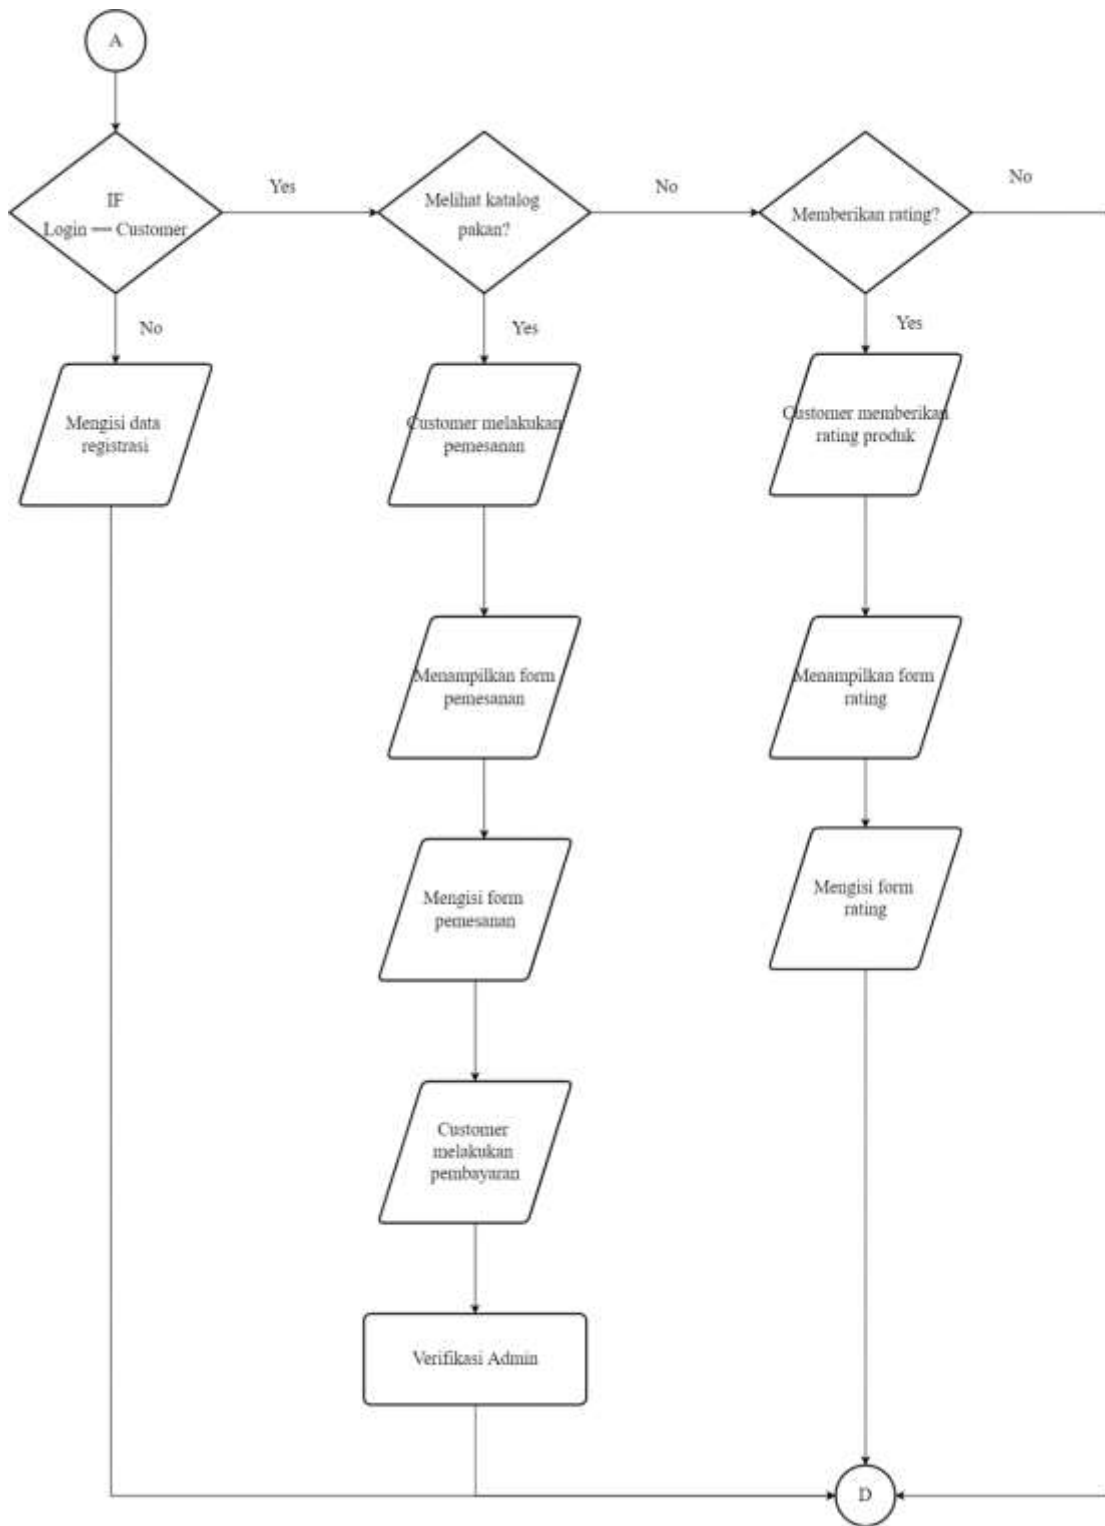 A
IF
Login == Customer
Yes
Melihat katalog
pakan?
No
Memberikan rating?
No
No
Yes
Yes
Mengisi data
registrasi
Customer melakukan
pemesanan
Customer memberikan
rating produk
Menampilkan form
pemesanan
Menampilkan form
rating
Mengisi form
pemesanan
Mengisi form
rating
Customer
melakukan
pembayaran
Verifikasi Admin
D